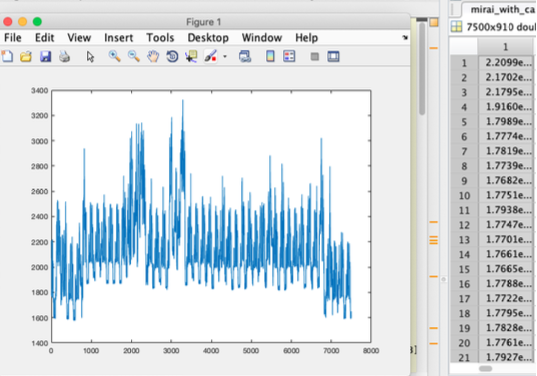 Figure 1
File Edit View Insert Tools Desktop Window Help
3400
3200
3000
2800
2600
2400
2200
2000
1800
1600
1400
0 1000 2000 3000 4000 5000 6000 7000 8000
mirai_with_ca
7500x910 doul
1
1 2.2099e...
2 2.1702e...
3 2.1795e...
4 1.9160e...
5 1.7989e...
6 1.7774e...
7 1.7819e...
8 1.7739e...
9 1.7682e...
10 1.7751e...
11 1.7938e...
12 1.7747e...
13 1.7701e...
14 1.7661e...
15 1.7665e...
16 1.7788e...
17 1.7722e...
18 1.7795e...
19 1.7828e...
20 1.7761e...
21 1.7927e...